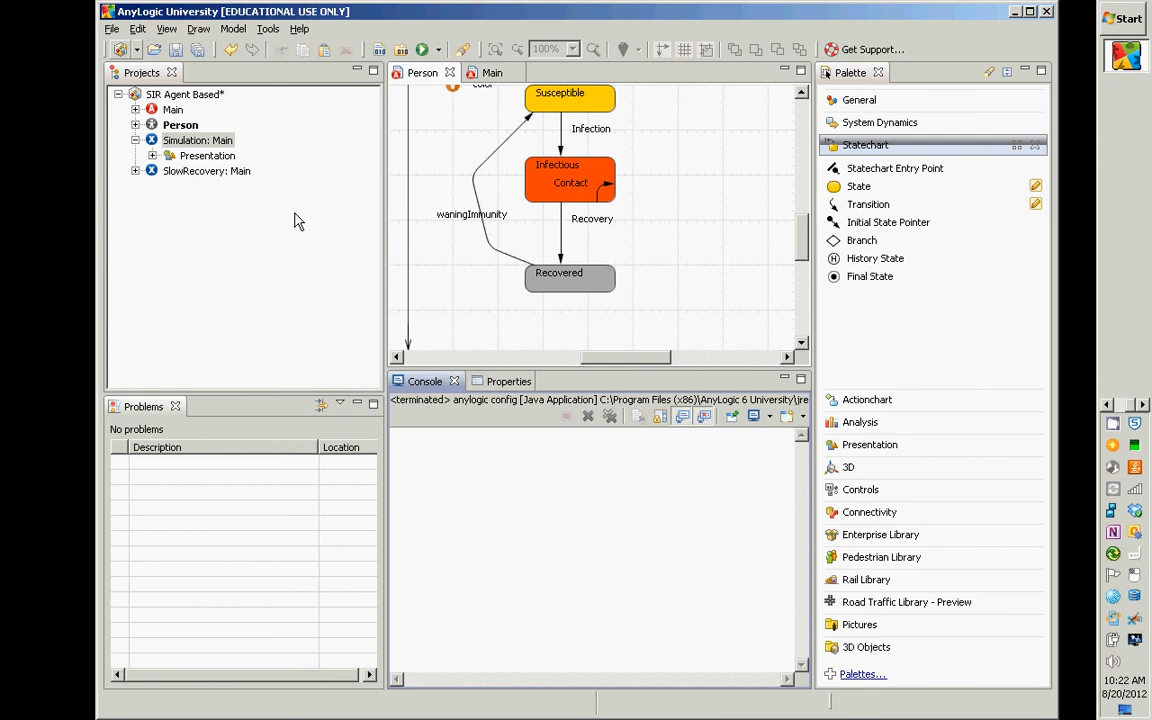 AnyLogic University [EDUCATIONAL USE ONLY]
Start
File Edit View Draw Model Tools Help
100%
Get Support...
Projects
Person
Main
Palette
SIR Agent Based*
Main
Person
Simulation: Main
Presentation
SlowRecovery: Main
color
Susceptible
Infection
Infectious
Contact
waningImmunity
Recovery
Recovered
General
System Dynamics
Statechart
Statechart Entry Point
State
Transition
Initial State Pointer
Branch
History State
Final State
Console
Properties
<terminated> anylogic config [Java Application] C:\Program Files (x86)\AnyLogic 6 University\jre
Problems
No problems
Description
Location
Actionchart
Analysis
Presentation
3D
Controls
Connectivity
Enterprise Library
Pedestrian Library
Rail Library
Road Traffic Library - Preview
Pictures
3D Objects
Palettes...
10:22 AM
8/20/2012